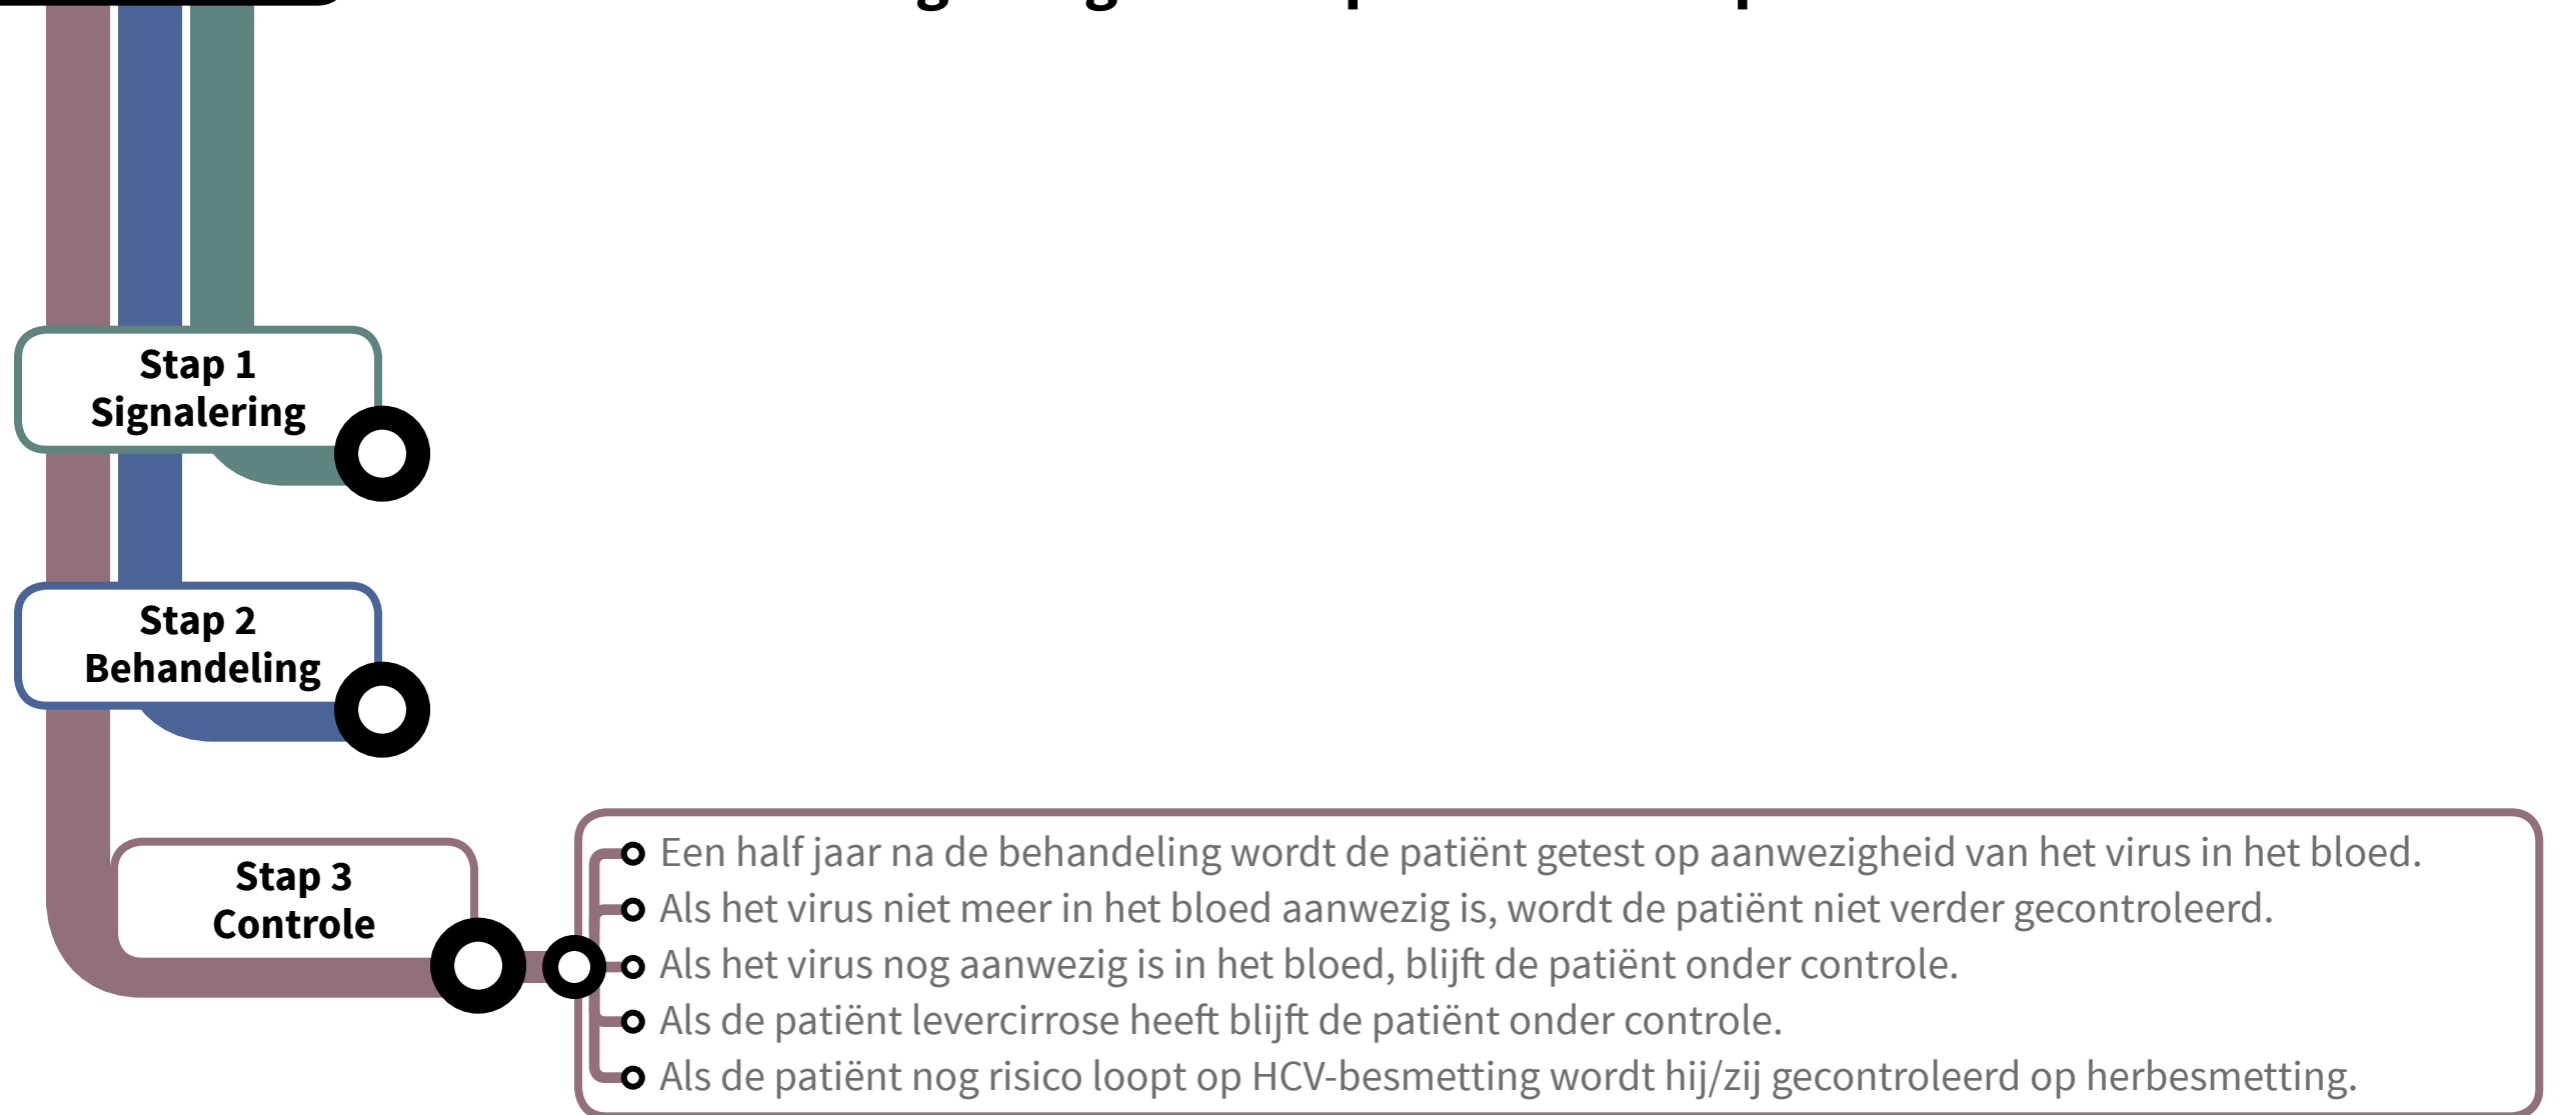 Stap 1
Signalering
Stap 2
Behandeling
Stap 3
Controle
Een half jaar na de behandeling wordt de patiënt getest op aanwezigheid van het virus in het bloed.
Als het virus niet meer in het bloed aanwezig is, wordt de patiënt niet verder gecontroleerd.
Als het virus nog aanwezig is in het bloed, blijft de patiënt onder controle.
Als de patiënt levercirrose heeft blijft de patiënt onder controle.
Als de patiënt nog risico loopt op HCV-besmetting wordt hij/zij gecontroleerd op herbesmetting.